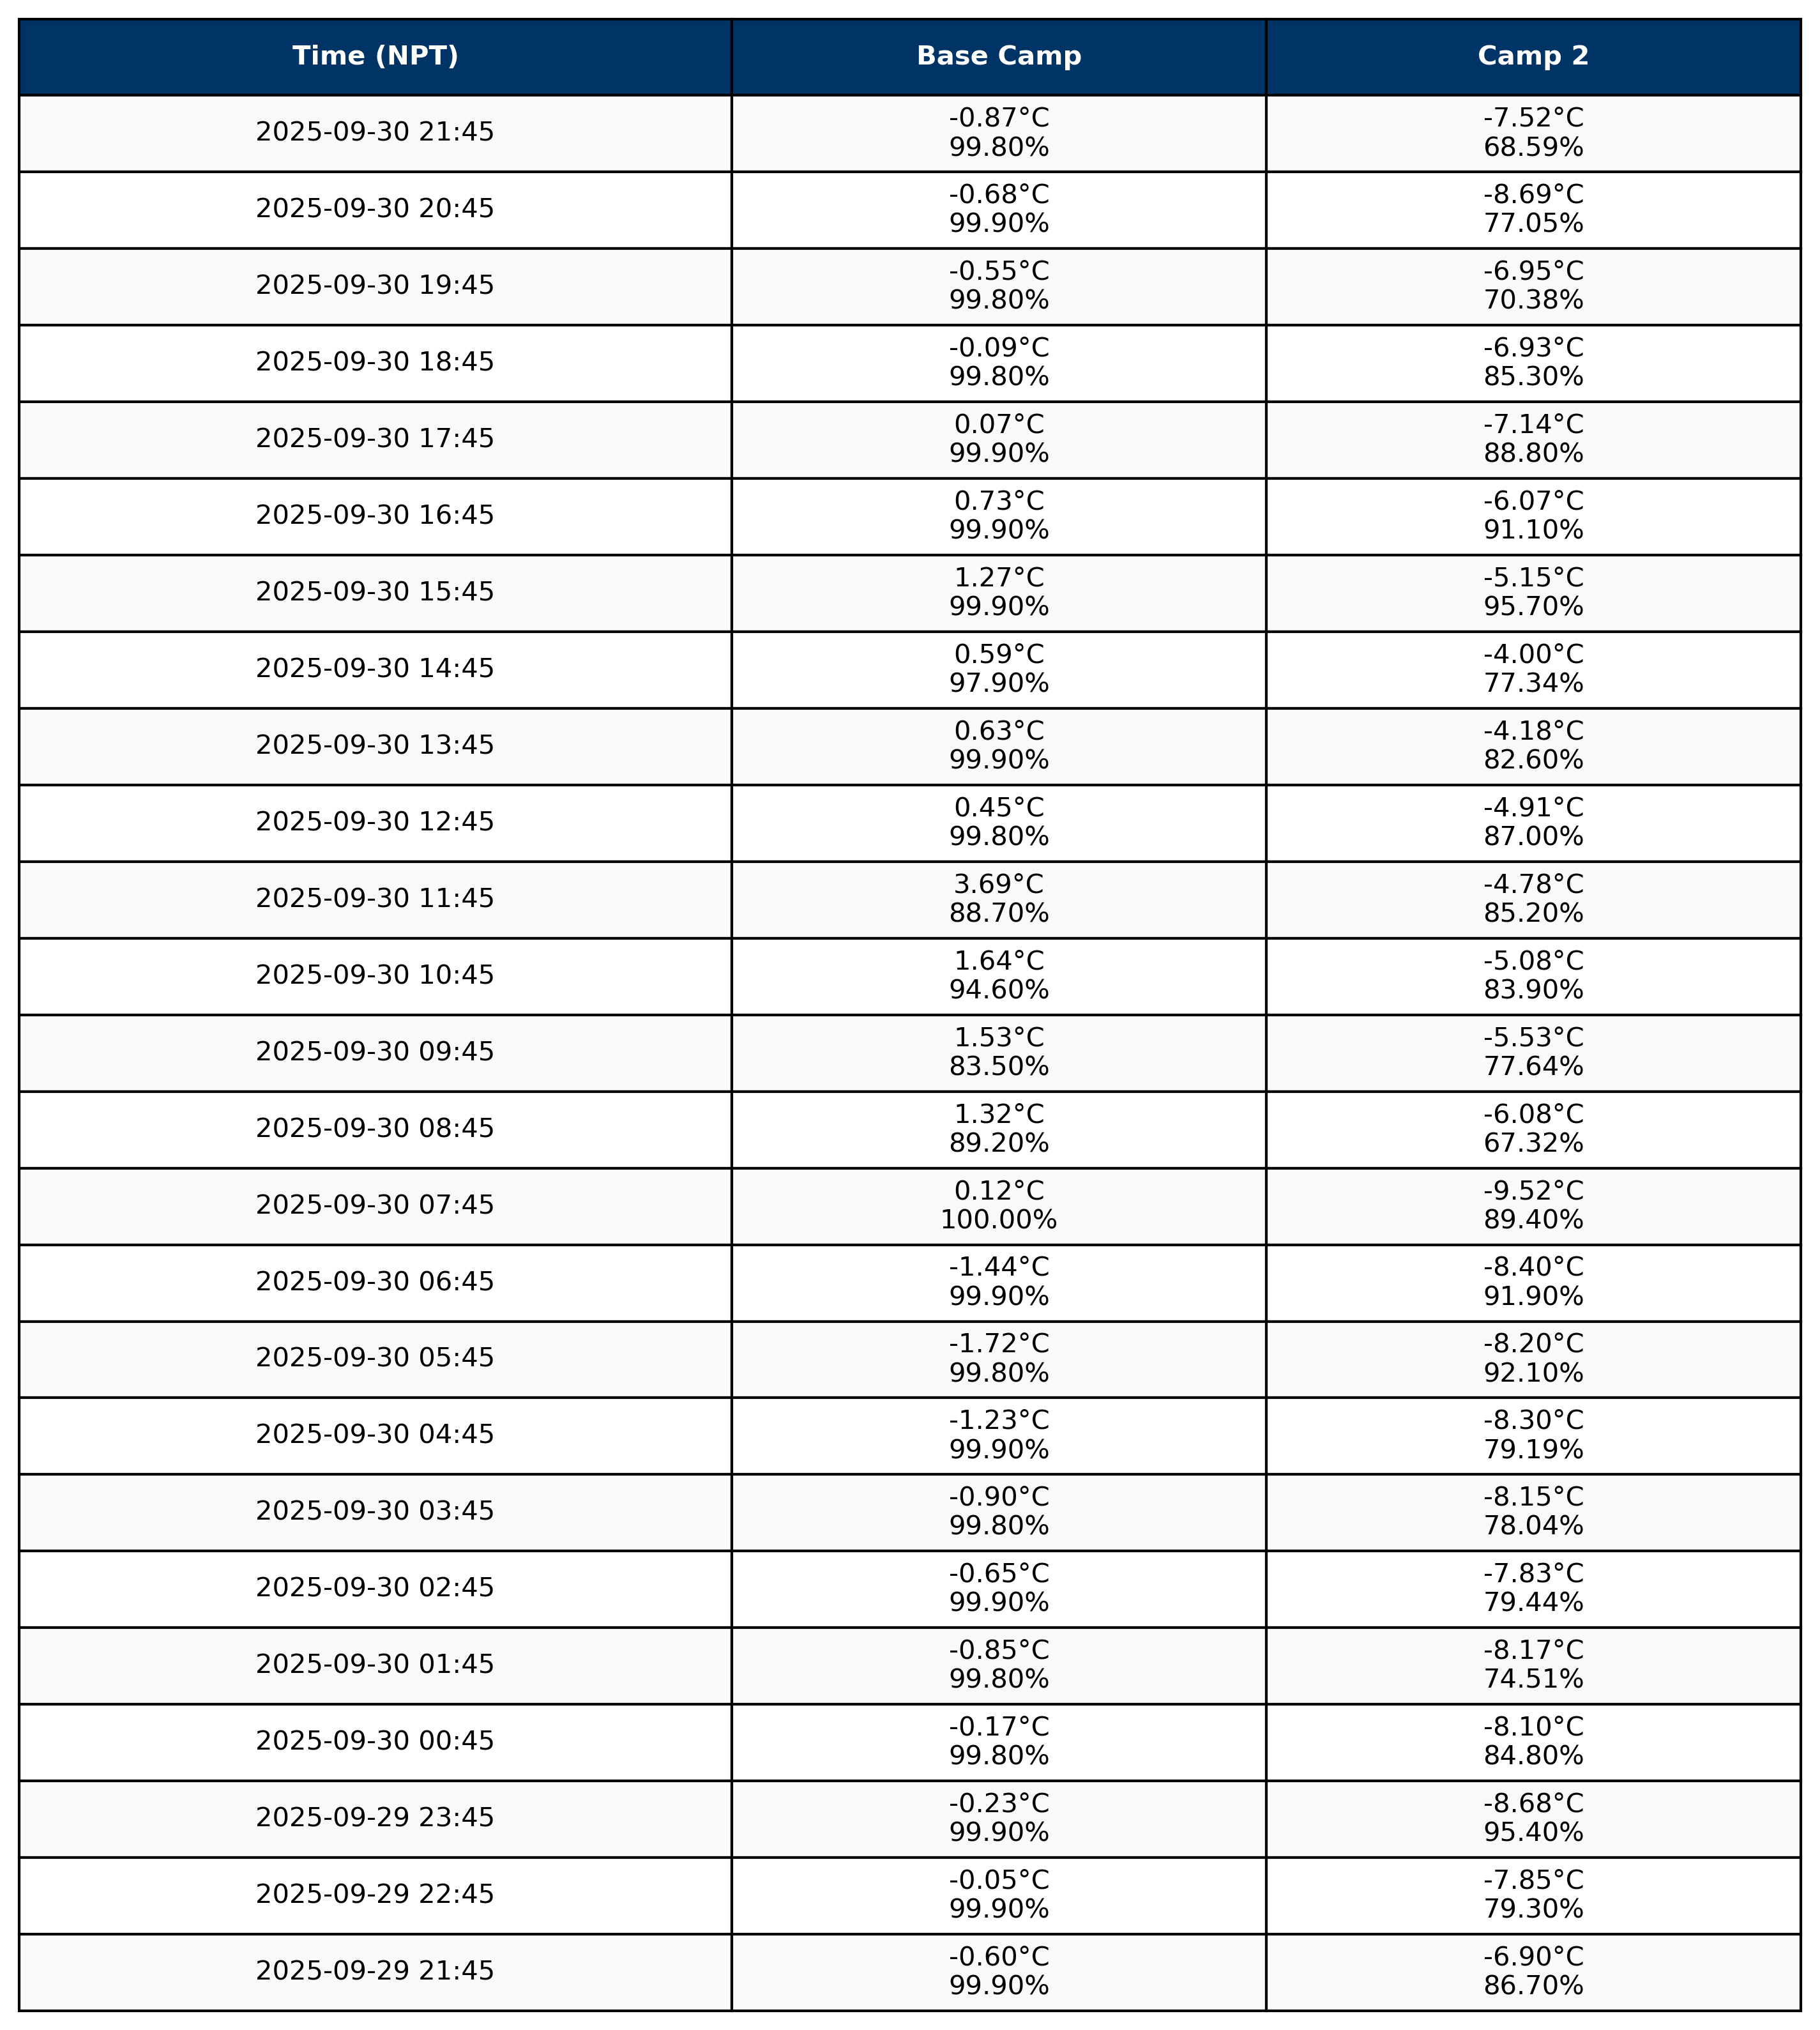 Time (NPT) Base Camp Camp 2
2025-09-30 21:45 -0.87°C -7.52°C
99.80% 68.59%
2025-09-30 20:45 -0.68°C -8.69°C
99.90% 77.05%
2025-09-30 19:45 -0.55°C -6.95°C
99.80% 70.38%
2025-09-30 18:45 -0.09°C -6.93°C
99.80% 85.30%
2025-09-30 17:45 0.07°C -7.14°C
99.90% 88.80%
2025-09-30 16:45 0.73°C -6.07°C
99.90% 91.10%
2025-09-30 15:45 1.27°C -5.15°C
99.90% 95.70%
2025-09-30 14:45 0.59°C -4.00°C
97.90% 77.34%
2025-09-30 13:45 0.63°C -4.18°C
99.90% 82.60%
2025-09-30 12:45 0.45°C -4.91°C
99.80% 87.00%
2025-09-30 11:45 3.69°C -4.78°C
88.70% 85.20%
2025-09-30 10:45 1.64°C -5.08°C
94.60% 83.90%
2025-09-30 09:45 1.53°C -5.53°C
83.50% 77.64%
2025-09-30 08:45 1.32°C -6.08°C
89.20% 67.32%
2025-09-30 07:45 0.12°C -9.52°C
100.00% 89.40%
2025-09-30 06:45 -1.44°C -8.40°C
99.90% 91.90%
2025-09-30 05:45 -1.72°C -8.20°C
99.80% 92.10%
2025-09-30 04:45 -1.23°C -8.30°C
99.90% 79.19%
2025-09-30 03:45 -0.90°C -8.15°C
99.80% 78.04%
2025-09-30 02:45 -0.65°C -7.83°C
99.90% 79.44%
2025-09-30 01:45 -0.85°C -8.17°C
99.80% 74.51%
2025-09-30 00:45 -0.17°C -8.10°C
99.80% 84.80%
2025-09-29 23:45 -0.23°C -8.68°C
99.90% 95.40%
2025-09-29 22:45 -0.05°C -7.85°C
99.90% 79.30%
2025-09-29 21:45 -0.60°C -6.90°C
99.90% 86.70%